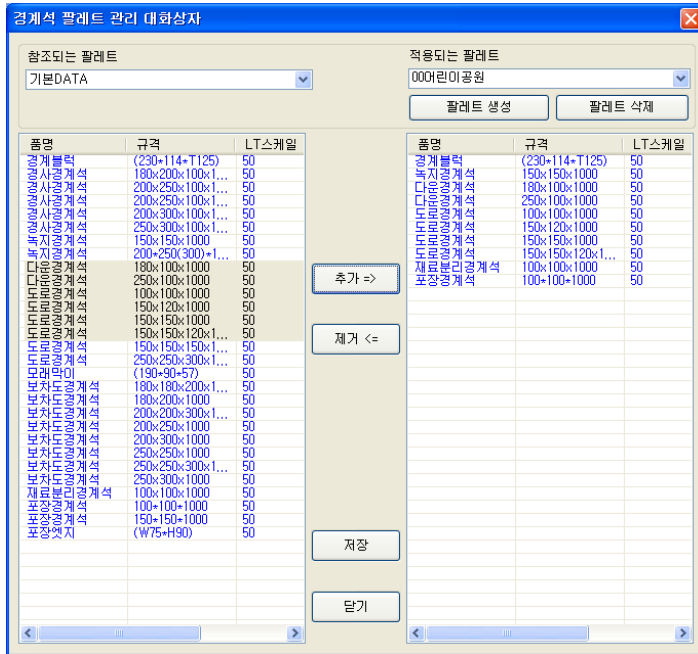 경계석 팔레트 관리 대화상자
참조되는 팔레트
기본DATA
적용되는 팔레트
00어린이공원
팔레트 생성
팔레트 삭제
품명 규격 LT스케일
경계블럭 (230*114*T125) 50
경사경계석 180x200x100x1... 50
경사경계석 200x250x100x1... 50
경사경계석 200x250x100x1... 50
경사경계석 200x300x100x1... 50
경사경계석 250x300x100x1... 50
녹지경계석 150x150x1000 50
녹지경계석 200*250(300)*1... 50
다운경계석 180x100x1000 50
다운경계석 250x100x1000 50
도로경계석 100x100x1000 50
도로경계석 150x120x1000 50
도로경계석 150x150x1000 50
도로경계석 150x150x120x1... 50
도로경계석 150x150x150x1... 50
도로경계석 250x250x300x1... 50
모래막이 (190*90*57) 50
보차도경계석 180x180x200x1... 50
보차도경계석 180x200x1000 50
보차도경계석 200x200x300x1... 50
보차도경계석 200x250x1000 50
보차도경계석 200x300x1000 50
보차도경계석 250x250x1000 50
보차도경계석 250x250x300x1... 50
보차도경계석 250x300x1000 50
재료분리경계석 100x100x1000 50
포장경계석 100*100*1000 50
포장경계석 150*150*1000 50
포장엣지 (W75*H90) 50
추가 =>
제거 <=
저장
닫기
품명 규격 LT스케일
경계블럭 (230*114*T125) 50
녹지경계석 150x150x1000 50
다운경계석 180x100x1000 50
다운경계석 250x100x1000 50
도로경계석 100x100x1000 50
도로경계석 150x120x1000 50
도로경계석 150x150x1000 50
도로경계석 150x150x120x1... 50
재료분리경계석 100x100x1000 50
포장경계석 100*100*1000 50